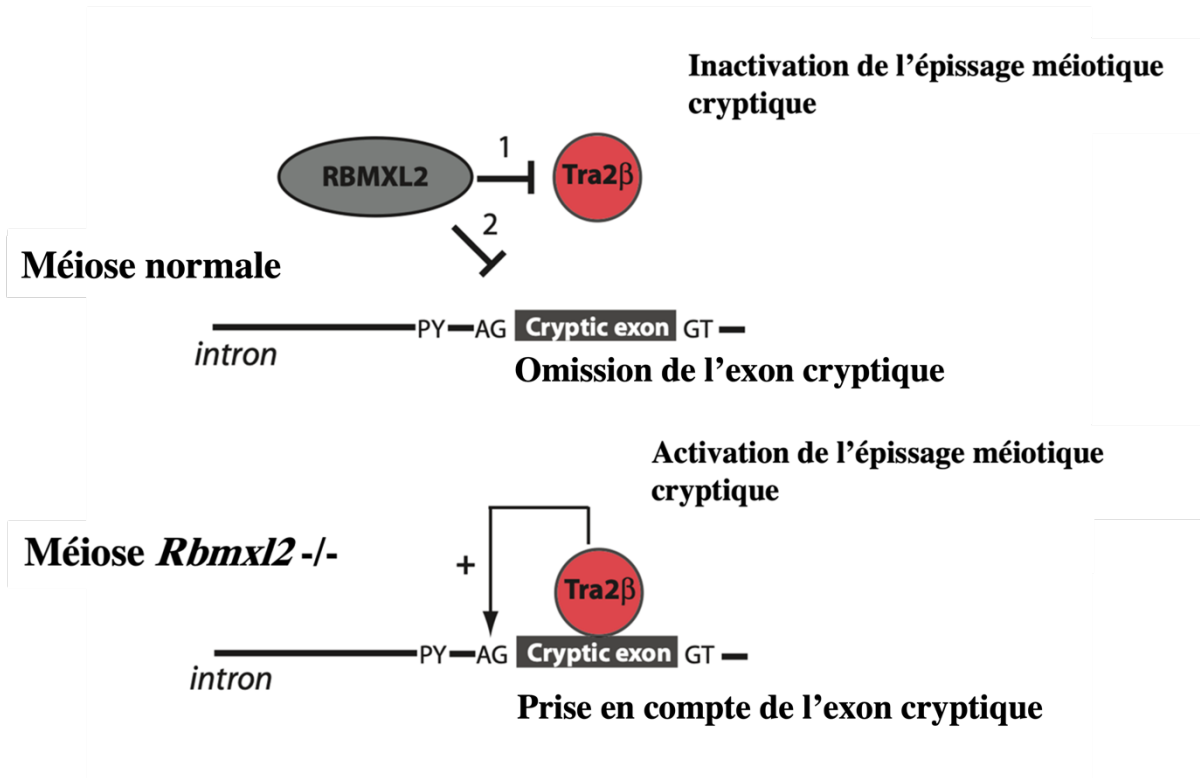 Inactivation de l’épissage méiotique
cryptique
1
RBMXL2
Tra2β
2
Méiose normale
PY AG Cryptic exon GT
intron
Omission de l’exon cryptique
Activation de l’épissage méiotique
cryptique
Méiose Rbmxl2 -/-
+
Tra2β
PY AG Cryptic exon GT
intron
Prise en compte de l’exon cryptique